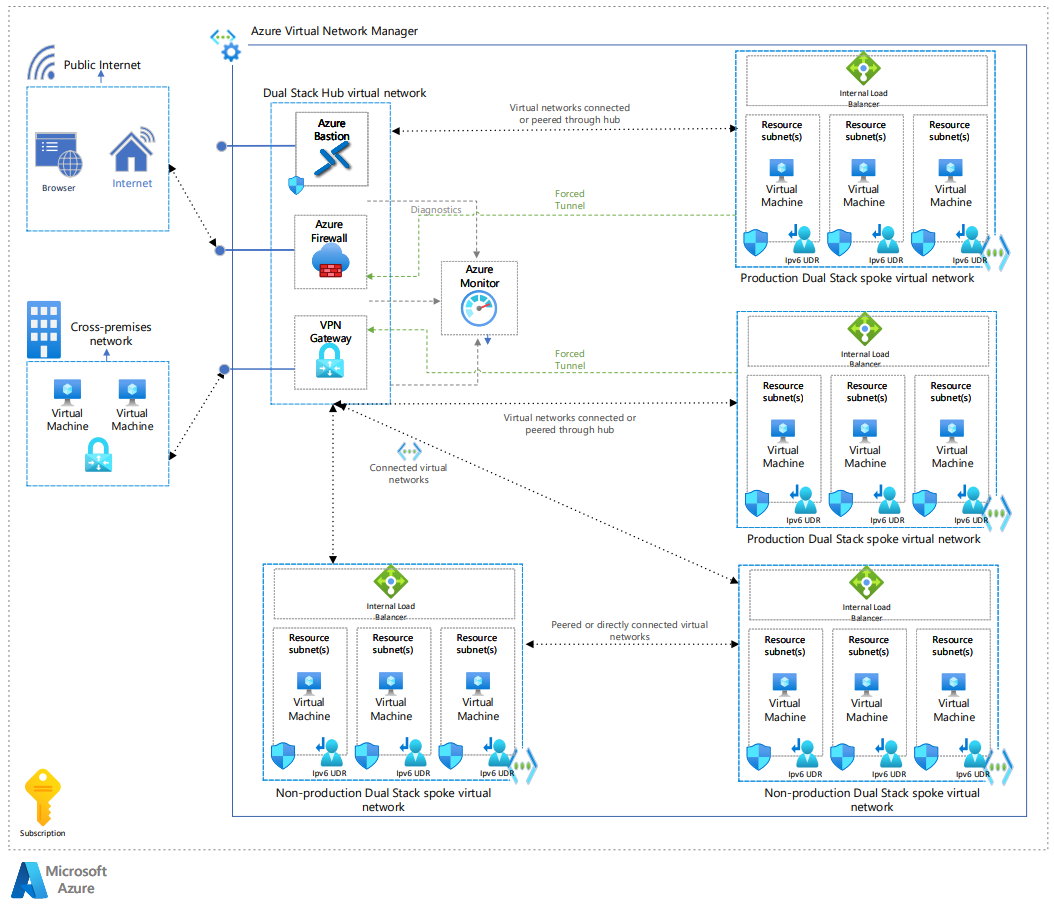 Azure Virtual Network Manager
Public Internet
Browser
Internet
Cross-premises
network
Virtual
Machine
Virtual
Machine
Dual Stack Hub virtual network
Azure
Bastion
Azure
Firewall
VPN
Gateway
Diagnostics
Azure
Monitor
Virtual networks connected
or peered through hub
Forced
Tunnel
Forced
Tunnel
Virtual networks connected or
peered through hub
Connected virtual
networks
Peered or directly connected virtual
networks
Internal Load
Balancer
Resource
subnet(s)
Resource
subnet(s)
Resource
subnet(s)
Virtual
Machine
Virtual
Machine
Virtual
Machine
Ipv6 UDR
Ipv6 UDR
Ipv6 UDR
Production Dual Stack spoke virtual network
Internal Load
Balancer
Resource
subnet(s)
Resource
subnet(s)
Resource
subnet(s)
Virtual
Machine
Virtual
Machine
Virtual
Machine
Ipv6 UDR
Ipv6 UDR
Ipv6 UDR
Production Dual Stack spoke virtual network
Internal Load
Balancer
Resource
subnet(s)
Resource
subnet(s)
Resource
subnet(s)
Virtual
Machine
Virtual
Machine
Virtual
Machine
Ipv6 UDR
Ipv6 UDR
Ipv6 UDR
Non-production Dual Stack spoke virtual
network
Internal Load
Balancer
Resource
subnet(s)
Resource
subnet(s)
Resource
subnet(s)
Virtual
Machine
Virtual
Machine
Virtual
Machine
Ipv6 UDR
Ipv6 UDR
Ipv6 UDR
Non-production Dual Stack spoke virtual
network
Subscription
Microsoft
Azure